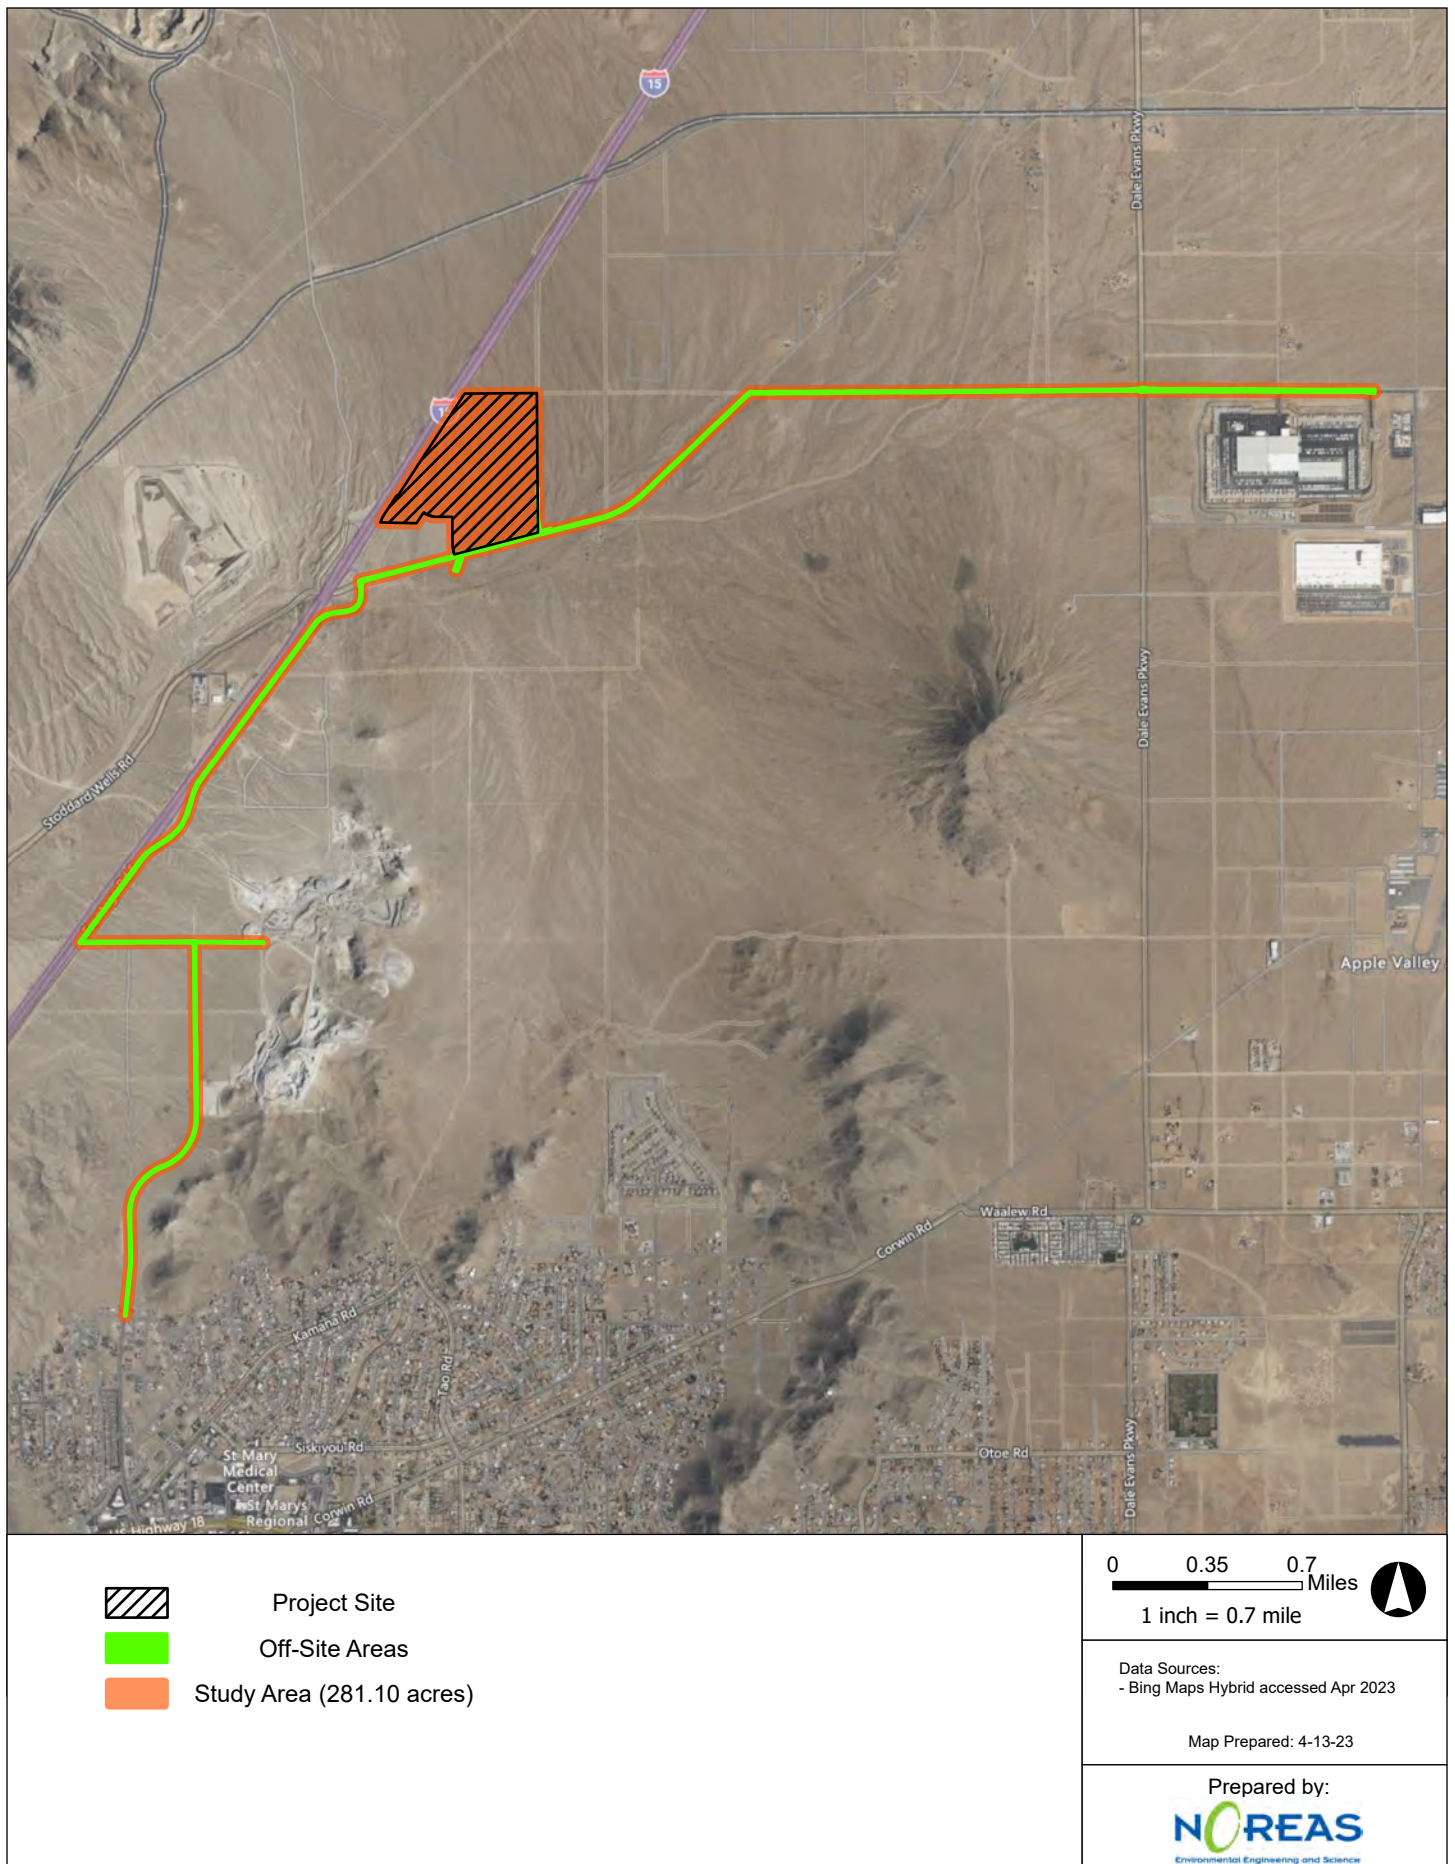 15
Dale Evans Pkwy
Dale Evans Pkwy
Stoddard Wells Rd
Apple Valley
Waalew Rd
Corwin Rd
Kamana Rd
Tao Rd
Siskiyou Rd
Otoe Rd
Dale Evans Pkwy
St Mary
Medical
Center
St Marys
Regional
Corwin Rd
US Highway 18
Project Site
Off-Site Areas
Study Area (281.10 acres)
0 0.35 0.7
Miles
1 inch = 0.7 mile
Data Sources:
- Bing Maps Hybrid accessed Apr 2023
Map Prepared: 4-13-23
Prepared by:
NOREAS
Environmental Engineering and Science